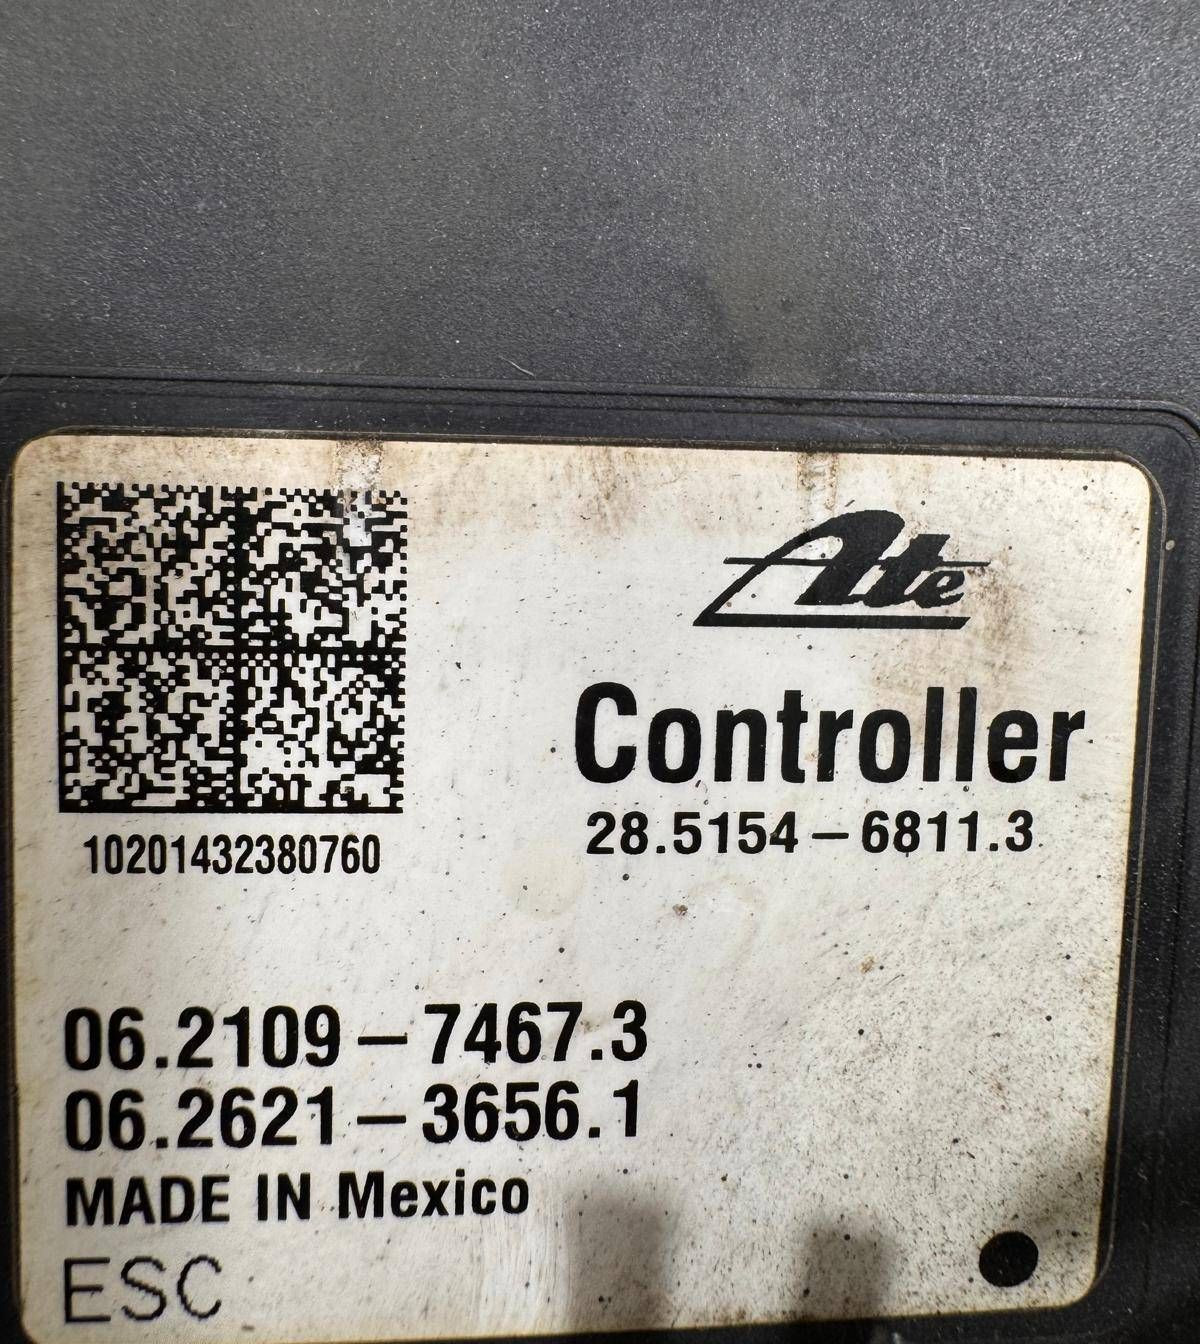 Ate
Controller
28.5154-6811.3
10201432380760
06.2109-7467.3
06.2621-3656.1
MADE IN Mexico
ESC